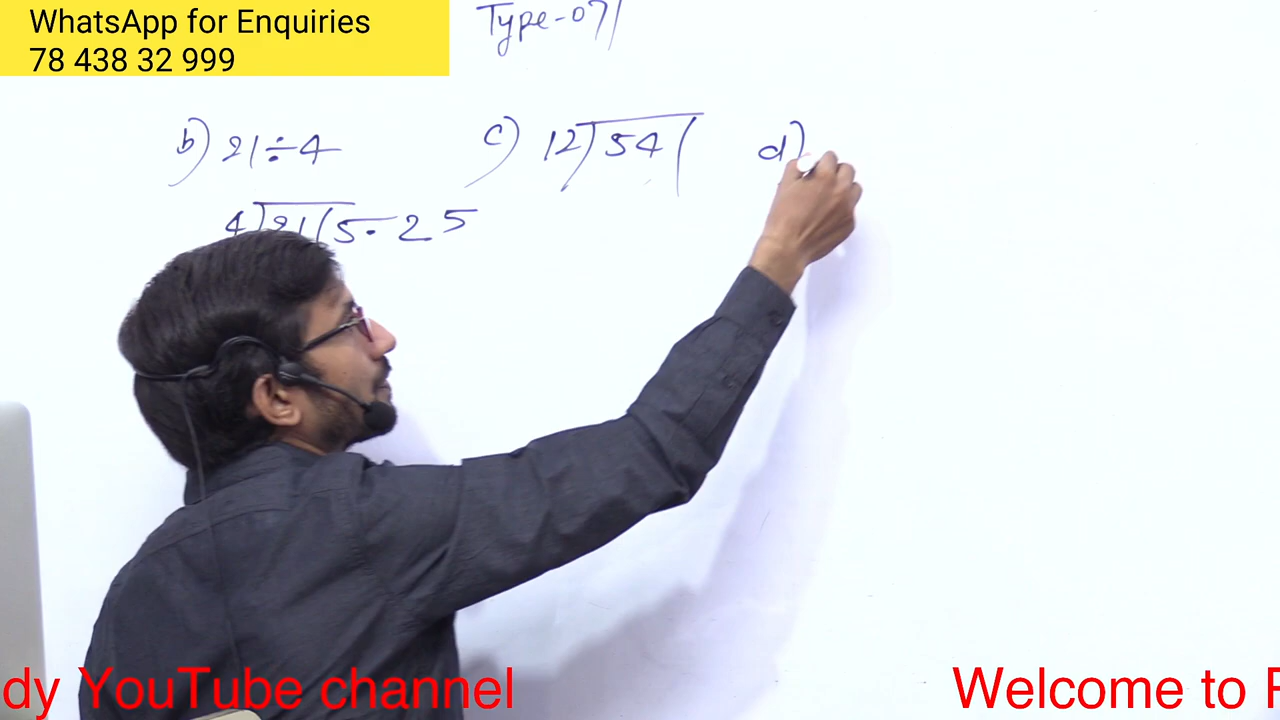 WhatsApp for Enquiries
78 438 32 999
Type-07
b) 21÷4
4)21(5.25
c) 12)54(
d)
dy YouTube channel
Welcome to